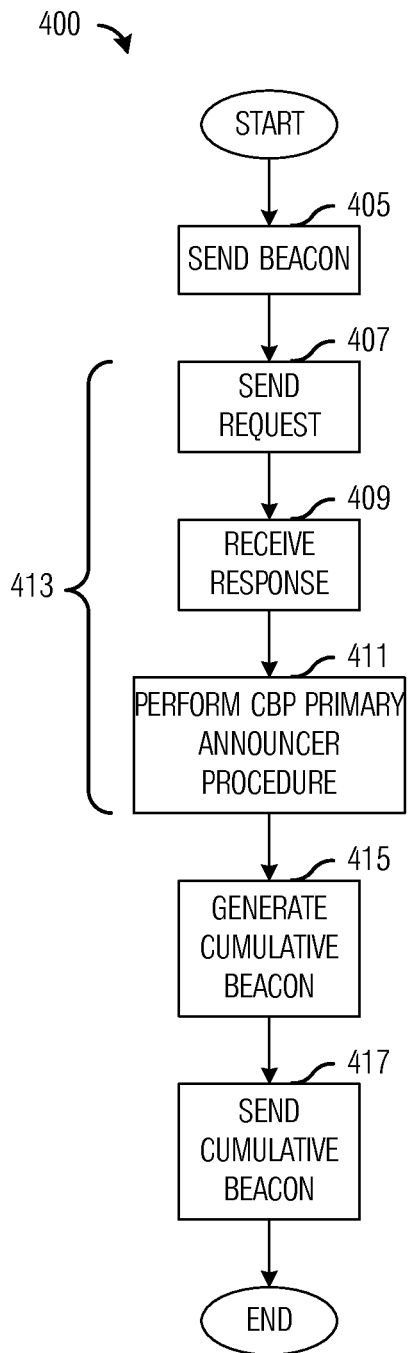 400
START
405
SEND BEACON
407
SEND
REQUEST
409
RECEIVE
RESPONSE
413
411
PERFORM CBP PRIMARY
ANNOUNCER
PROCEDURE
415
GENERATE
CUMULATIVE
BEACON
417
SEND
CUMULATIVE
BEACON
END